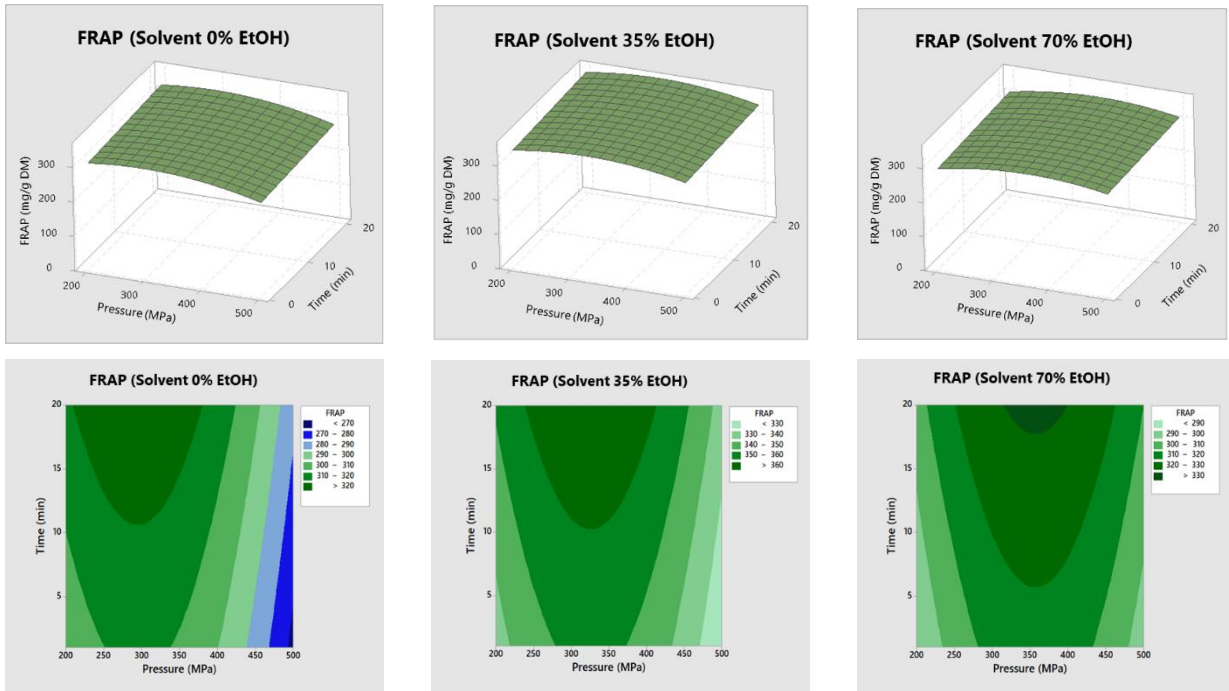 FRAP (Solvent 0% EtOH)
FRAP (mg/g DM)
300
200
100
0
200
300
400
500
Pressure (MPa)
0
10
20
Time (min)
FRAP (Solvent 35% EtOH)
FRAP (mg/g DM)
300
200
100
0
200
300
400
500
Pressure (MPa)
0
10
20
Time (min)
FRAP (Solvent 70% EtOH)
FRAP (mg/g DM)
300
200
100
0
200
300
400
500
Pressure (MPa)
0
10
20
Time (min)
FRAP (Solvent 0% EtOH)
Time (min)
20
15
10
5
200 250 300 350 400 450 500
Pressure (MPa)
FRAP
< 270
270 – 280
280 – 290
290 – 300
300 – 310
310 – 320
> 320
FRAP (Solvent 35% EtOH)
Time (min)
20
15
10
5
200 250 300 350 400 450 500
Pressure (MPa)
FRAP
< 330
330 – 340
340 – 350
350 – 360
> 360
FRAP (Solvent 70% EtOH)
Time (min)
20
15
10
5
200 250 300 350 400 450 500
Pressure (MPa)
FRAP
< 290
290 – 300
300 – 310
310 – 320
320 – 330
> 330